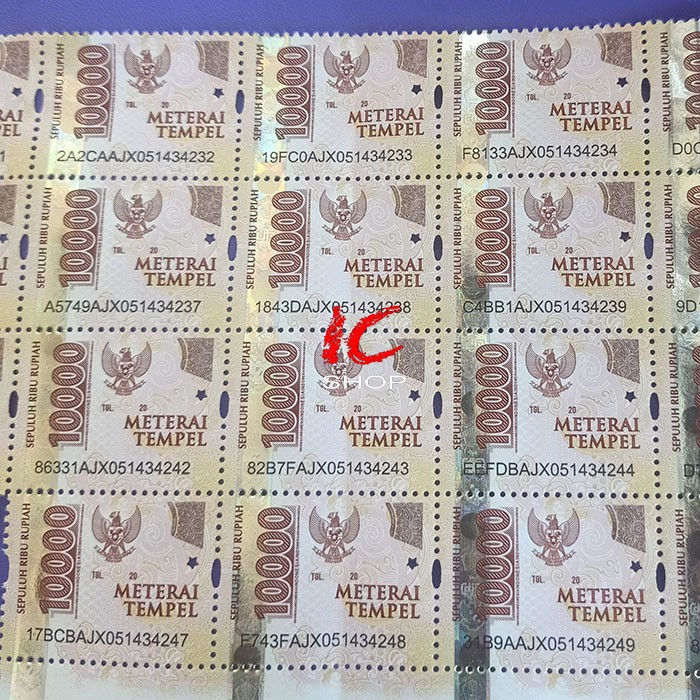 1
SEPULUH RIBU RUPIAH
10000
TGL. 20
METERAI
TEMPEL
2A2CAAJX051434232
SEPULUH RIBU RUPIAH
10000
TGL. 20
METERAI
TEMPEL
19FC0AJX051434233
SEPULUH RIBU RUPIAH
10000
TGL. 20
METERAI
TEMPEL
F8133AJX051434234
D0C
SEPULUH RIBU RUPIAH
10000
TGL. 20
METERAI
TEMPEL
A5749AJX051434237
SEPULUH RIBU RUPIAH
10000
TGL. 20
METERAI
TEMPEL
1843DAJX051434238
SEPULUH RIBU RUPIAH
10000
TGL. 20
METERAI
TEMPEL
C4BB1AJX051434239
9D
IC
SHOP
SEPULUH RIBU RUPIAH
10000
TGL. 20
METERAI
TEMPEL
86331AJX051434242
SEPULUH RIBU RUPIAH
10000
TGL. 20
METERAI
TEMPEL
82B7FAJX051434243
SEPULUH RIBU RUPIAH
10000
TGL. 20
METERAI
TEMPEL
EEFDBAJX051434244
SEPULUH RIBU RUPIAH
10000
TGL. 20
METERAI
TEMPEL
17BCBAJX051434247
SEPULUH RIBU RUPIAH
10000
TGL. 20
METERAI
TEMPEL
F743FAJX051434248
SEPULUH RIBU RUPIAH
10000
TGL. 20
METERAI
TEMPEL
31B9AAJX051434249